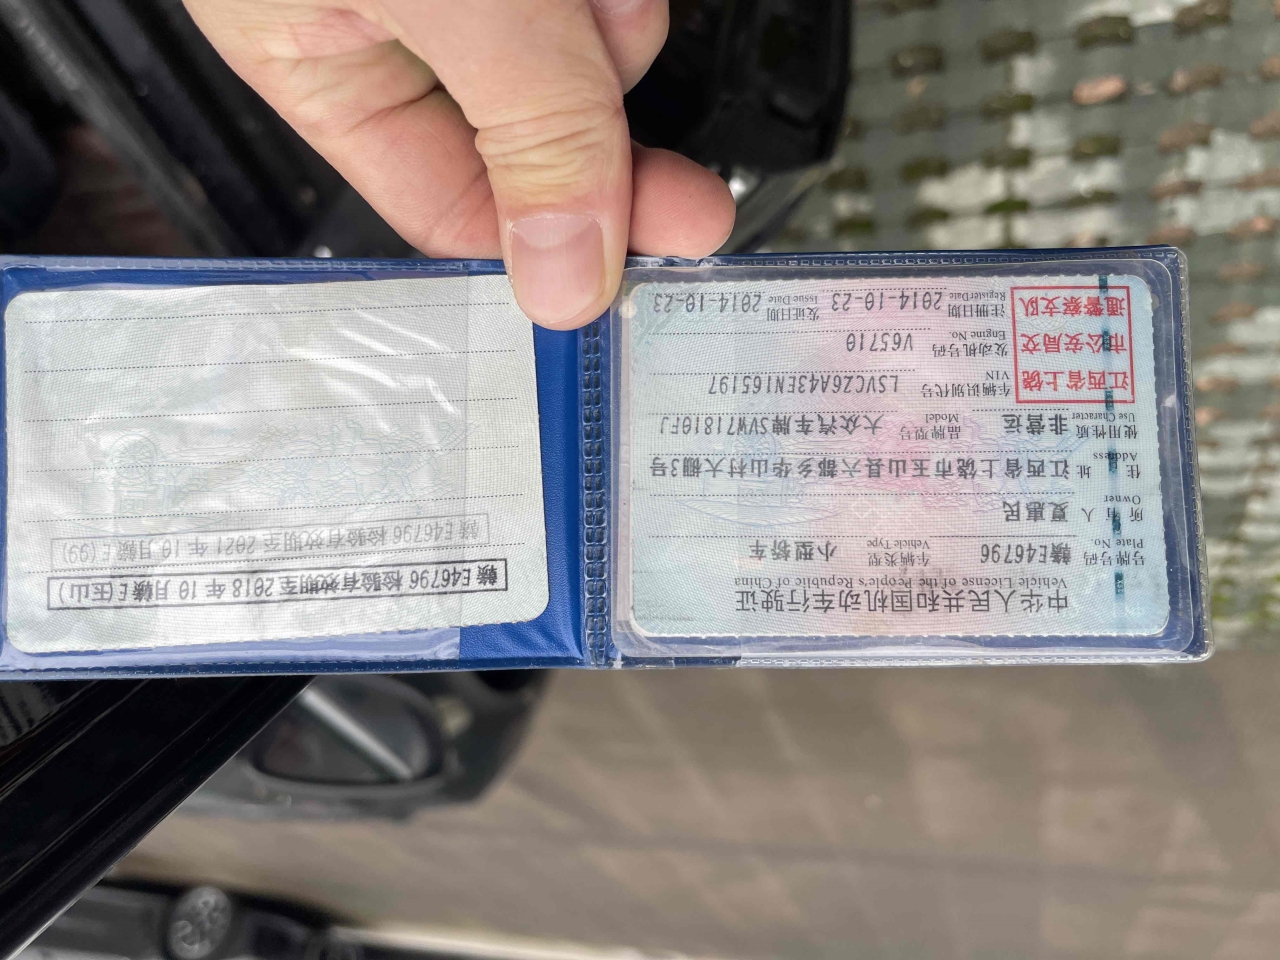 中华人民共和国机动车行驶证
Vehicle License of the People's Republic of China
号牌号码 赣E46796 车辆类型 小型轿车
Plate No. Vehicle Type
所有人 夏惠民
Owner
住址 江西省上饶市玉山县六都乡华山村大棚3号
Address
使用性质 非营运 品牌型号 大众汽车牌SVW71810FJ
Use Character Model
江西省上饶
市公安局交
通警察支队
车辆识别代号 LSVCZ6A43EN165197
VIN
发动机号码 V65710
Engine No.
注册日期 2014-10-23 发证日期 2014-10-23
Register Date Issue Date
赣E46796 检验有效期至2018年10月赣E(玉山)
赣E46796 检验有效期至2021年10月赣E(99)